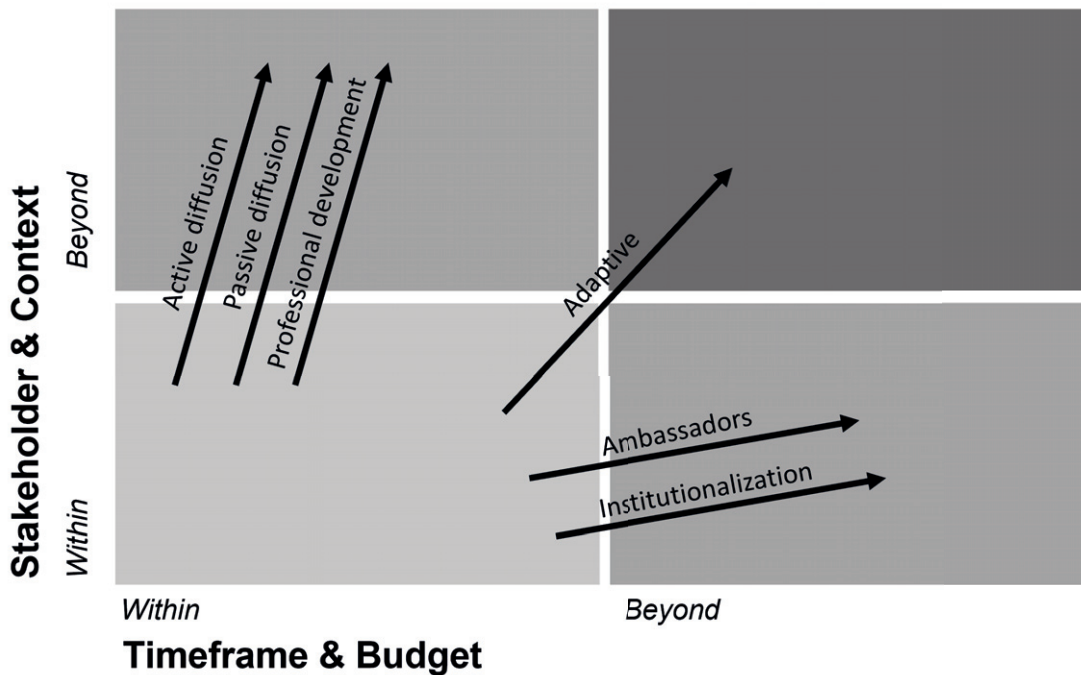 Stakeholder & Context
Beyond
Within
Active diffusion
Passive diffusion
Professional development
Adaptive
Ambassadors
Institutionalization
Within
Beyond
Timeframe & Budget